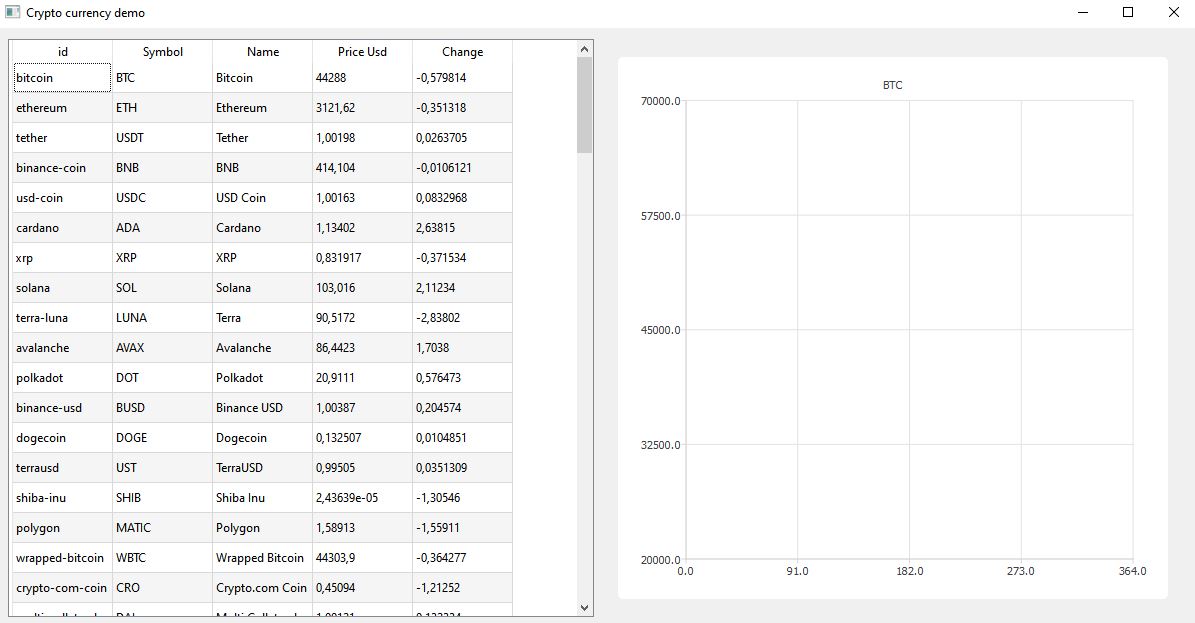 Crypto currency demo
id Symbol Name Price Usd Change
bitcoin BTC Bitcoin 44288 -0,579814
ethereum ETH Ethereum 3121,62 -0,351318
tether USDT Tether 1,00198 0,0263705
binance-coin BNB BNB 414,104 -0,0106121
usd-coin USDC USD Coin 1,00163 0,0832968
cardano ADA Cardano 1,13402 2,63815
xrp XRP XRP 0,831917 -0,371534
solana SOL Solana 103,016 2,11234
terra-luna LUNA Terra 90,5172 -2,83802
avalanche AVAX Avalanche 86,4423 1,7038
polkadot DOT Polkadot 20,9111 0,576473
binance-usd BUSD Binance USD 1,00387 0,204574
dogecoin DOGE Dogecoin 0,132507 0,0104851
terrausd UST TerraUSD 0,99505 0,0351309
shiba-inu SHIB Shiba Inu 2,43639e-05 -1,30546
polygon MATIC Polygon 1,58913 -1,55911
wrapped-bitcoin WBTC Wrapped Bitcoin 44303,9 -0,364277
crypto-com-coin CRO Crypto.com Coin 0,45094 -1,21252
BTC
70000.0
57500.0
45000.0
32500.0
20000.0
0.0 91.0 182.0 273.0 364.0